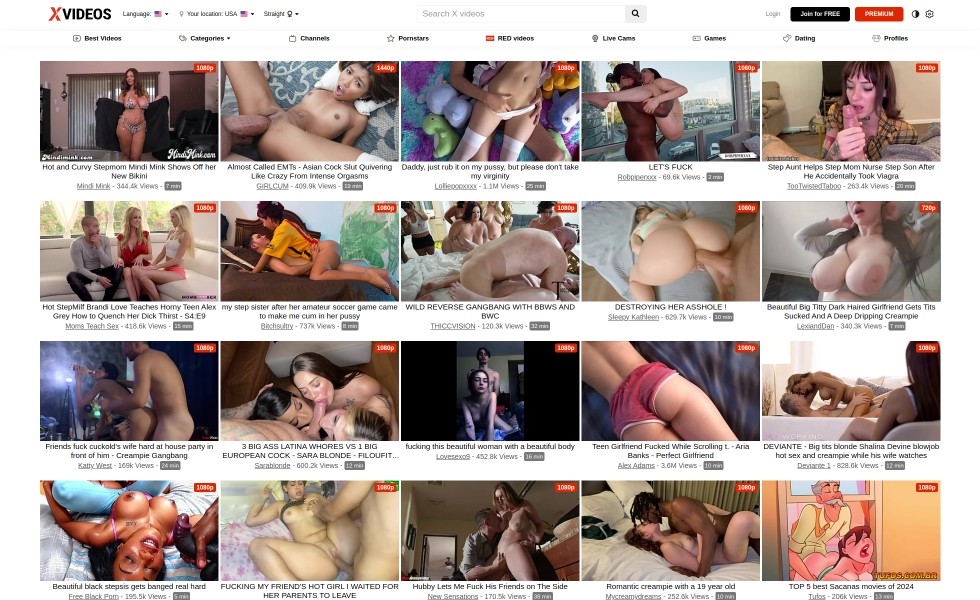 XVIDEOS Language: Your location: USA Straight Search X videos Login Join for FREE PREMIUM
Best Videos Categories Channels Pornstars RED videos Live Cams Games Dating Profiles
1080p 1440p 1080p 1080p 1080p
Mindimink.com MindiMink.com
Hot and Curvy Stepmom Mindi Mink Shows Off her
New Bikini
Mindi Mink - 344.4k Views - 7 min
Almost Called EMTs - Asian Cock Slut Quivering
Like Crazy From Intense Orgasms
GIRLCUM - 409.9k Views - 19 min
Daddy, just rub it on my pussy, but please don't take
my virginity
Lolliepopxxxx - 1.1M Views - 25 min
LET'S FUCK
Robpiperxxx - 69.6k Views - 2 min
Step Aunt Helps Step Mom Nurse Step Son After
He Accidentally Took Viagra
TooTwistedTaboo - 263.4k Views - 20 min
1080p 1080p 1080p 1080p 720p
Hot StepMilf Brandi Love Teaches Horny Teen Alex
Grey How to Quench Her Dick Thirst - S4:E9
Moms Teach Sex - 418.6k Views - 15 min
my step sister after her amateur soccer game came
to make me cum in her pussy
Bitchsultry - 737k Views - 8 min
WILD REVERSE GANGBANG WITH BBWS AND
BWC
THICCVISION - 120.3k Views - 32 min
DESTROYING HER ASSHOLE !
Sleepy Kathleen - 629.7k Views - 10 min
Beautiful Big Titty Dark Haired Girlfriend Gets Tits
Sucked And A Deep Dripping Creampie
LexiandDan - 340.3k Views - 7 min
1080p 1080p 1080p 1080p 1080p
Friends fuck cuckold's wife hard at house party in
front of him - Creampie Gangbang
Katty West - 169k Views - 24 min
3 BIG ASS LATINA WHORES VS 1 BIG
EUROPEAN COCK - SARA BLONDE - FILOUFIT...
Sarablonde - 600.2k Views - 12 min
fucking this beautiful woman with a beautiful body
Lovesexo9 - 452.8k Views - 16 min
Teen Girlfriend Fucked While Scrolling t. - Aria
Banks - Perfect Girlfriend
Alex Adams - 3.6M Views - 10 min
DEVIANTE - Big tits blonde Shalina Devine blowjob
hot sex and creampie while his wife watches
Deviante 1 - 828.6k Views - 12 min
1080p 1080p 1080p 1080p 1080p
TUFOS.COM.BR
Beautiful black stepsis gets banged real hard
Free Black Porn - 195.5k Views - 5 min
FUCKING MY FRIEND'S HOT GIRL I WAITED FOR
HER PARENTS TO LEAVE
Hubby Lets Me Fuck His Friends on The Side
New Sensations - 170.5k Views - 38 min
Romantic creampie with a 19 year old
Mycreamydreams - 252.6k Views - 10 min
TOP 5 best Sacanas movies of 2024
Tufos - 206k Views - 13 min